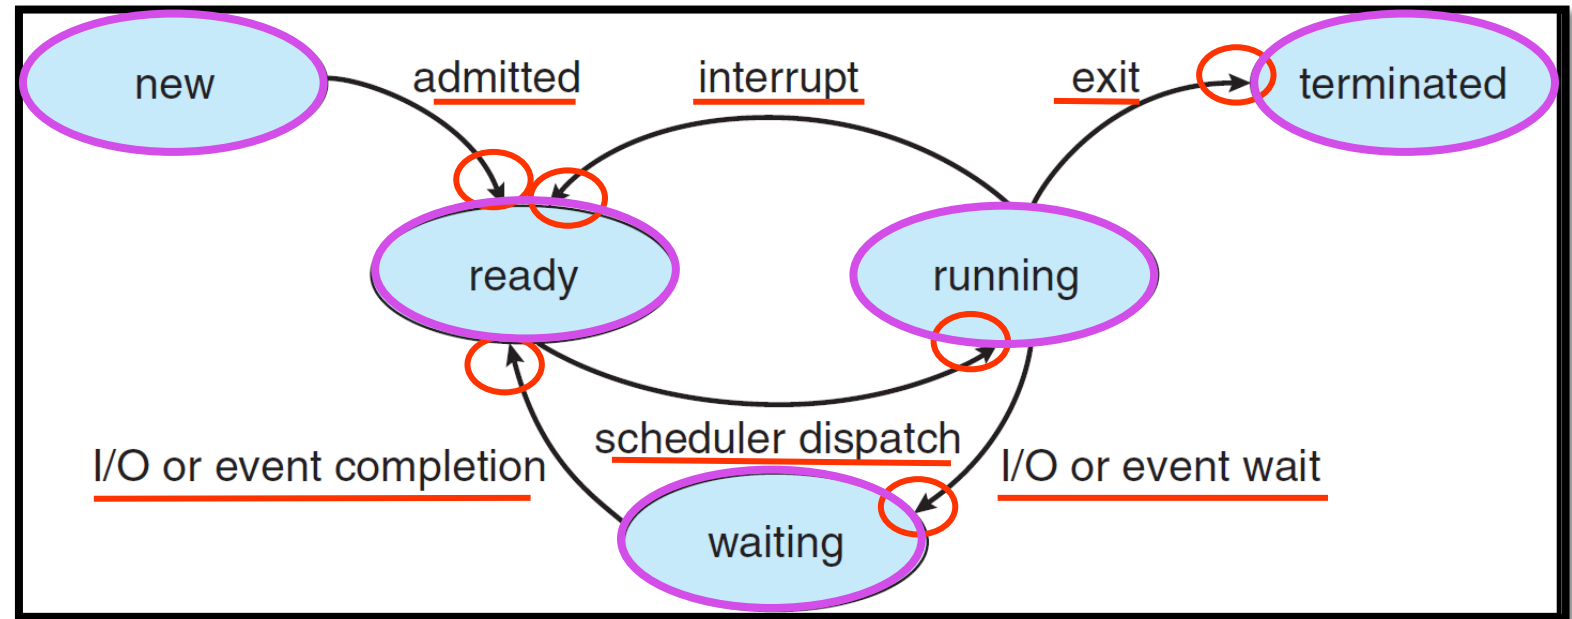 new
admitted
interrupt
exit
terminated
ready
running
scheduler dispatch
I/O or event completion
I/O or event wait
waiting